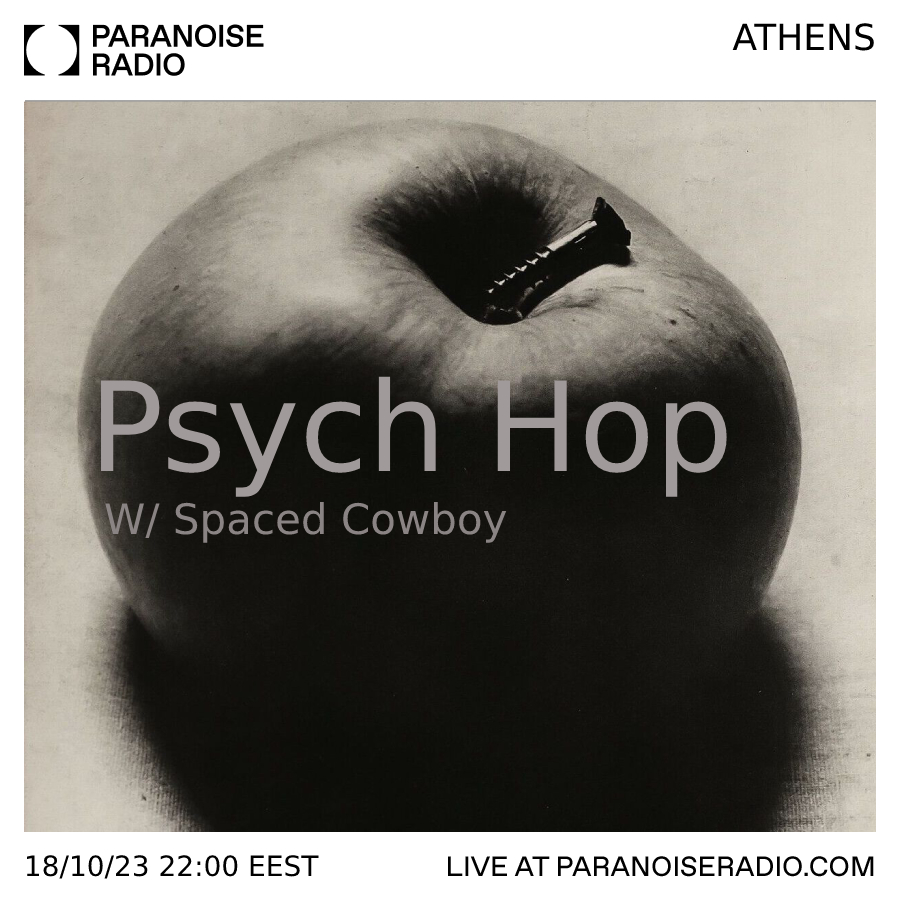 PARANOISE
RADIO
ATHENS
Psych Hop
W/ Spaced Cowboy
18/10/23 22:00 EEST
LIVE AT PARANOISERADIO.COM